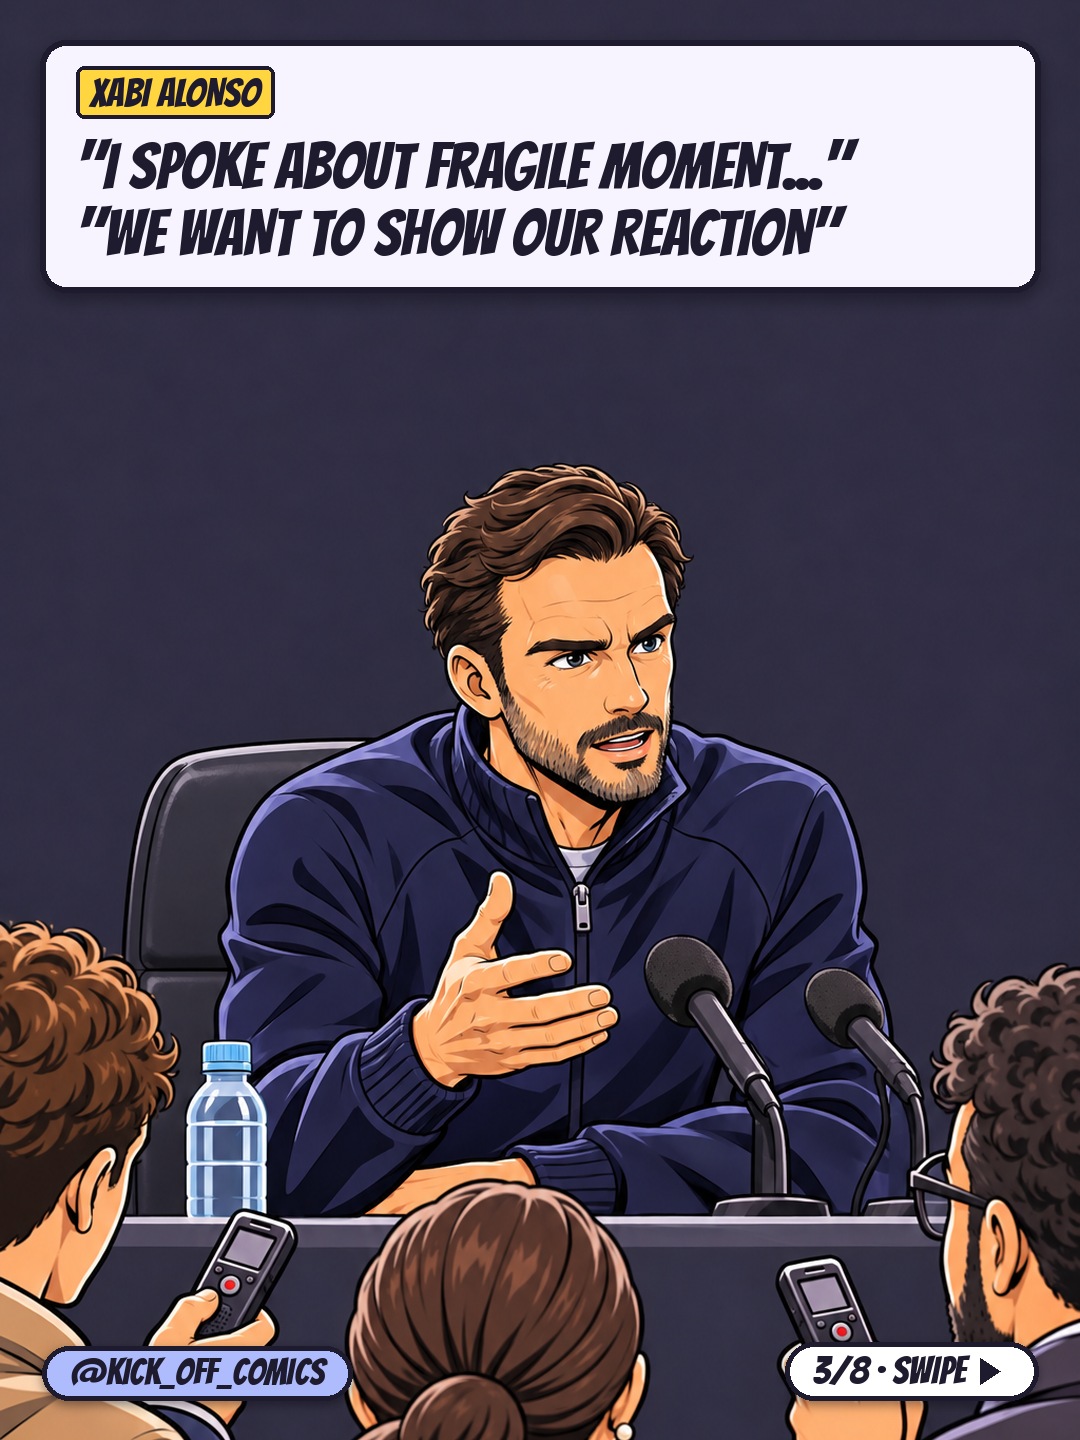 XABI ALONSO
"I SPOKE ABOUT FRAGILE MOMENT..."
"WE WANT TO SHOW OUR REACTION"
@KICK_OFF_COMICS
3/8 • SWIPE ▶